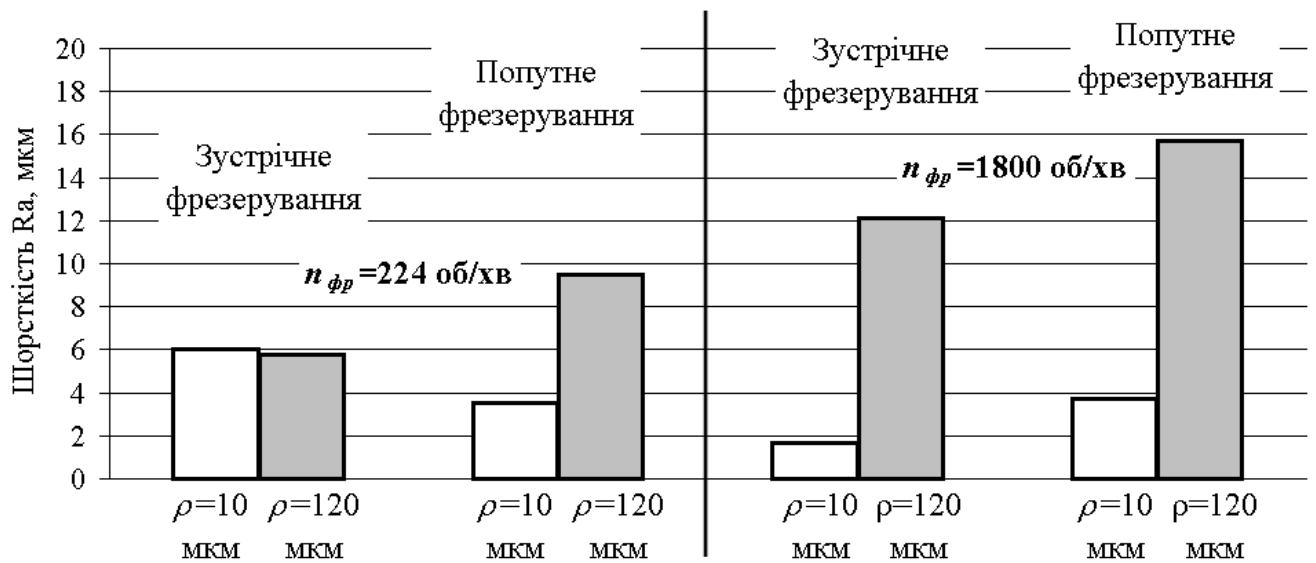 Шорсткість Ra, мкм
20
18
16
14
12
10
8
6
4
2
0
Зустрічне
фрезерування
Попутне
фрезерування
n фр =224 об/хв
Зустрічне
фрезерування
Попутне
фрезерування
n фр =1800 об/хв
ρ=10 ρ=120 ρ=10 ρ=120 ρ=10 ρ=120 ρ=10 ρ=120
мкм мкм мкм мкм мкм мкм мкм мкм